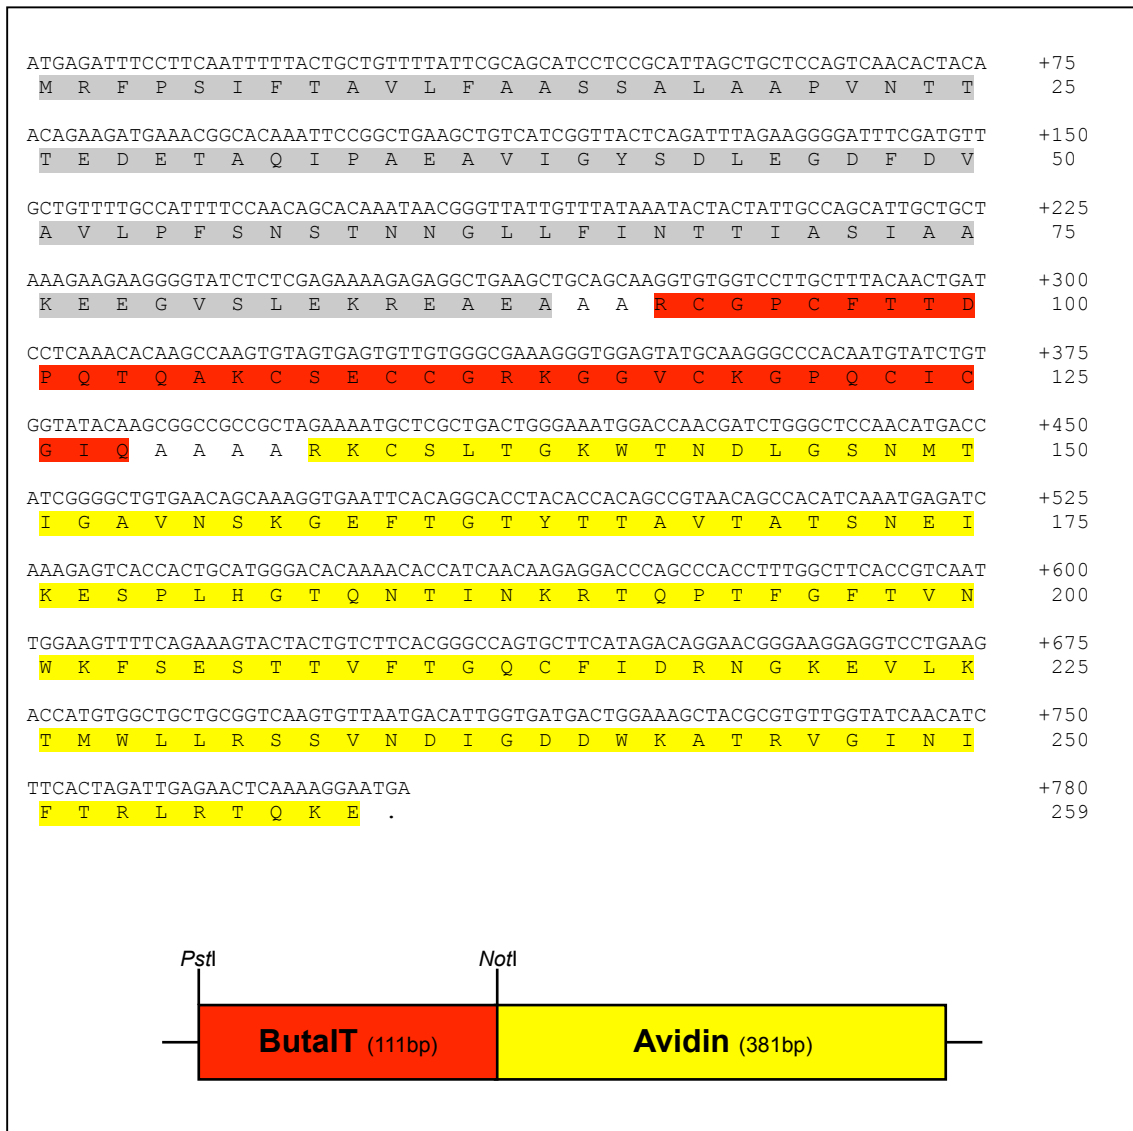 ATGAGATTTCCTTCAATTTTTACTGCTGTTTTATTCGCAGCATCCTCCGCATTAGCTGCTCCAGTCAACACTACA +75
M R F P S I F T A V L F A A S S A L A A P V N T T 25
ACAGAAGATGAAACGGCACAAATTCCGGCTGAAGCTGTCATCGGTTACTCAGATTTAGAAGGGGATTTCGATGTT +150
T E D E T A Q I P A E A V I G Y S D L E G D F D V 50
GCTGTTTTGCCATTTTCCAACAGCACAAATAACGGGTTATTGTTTATAAATACTACTATTGCCAGCATTGCTGCT +225
A V L P F S N S T N N G L L F I N T T I A S I A A 75
AAAGAAGAAGGGGTATCTCTCGAGAAAAGAGAGGCTGAAGCTGCAGCAAGGTGTGGTCCTTGCTTTACAACTGAT +300
K E E G V S L E K R E A E A A A R C G P C F T T D 100
CCTCAAACACAAGCCAAGTGTAGTGAGTGTTGTGGGCGAAAGGGTGGAGTATGCAAGGGCCCACAATGTATCTGT +375
P Q T Q A K C S E C C G R K G G V C K G P Q C I C 125
GGTATACAAGCGGCCGCCGCTAGAAAATGCTCGCTGACTGGGAAATGGACCAACGATCTGGGCTCCAACATGACC +450
G I Q A A A A R K C S L T G K W T N D L G S N M T 150
ATCGGGGCTGTGAACAGCAAAGGTGAATTCACAGGCACCTACACCACAGCCGTAACAGCCACATCAAATGAGATC +525
I G A V N S K G E F T G T Y T T A V T A T S N E I 175
AAAGAGTCACCACTGCATGGGACACAAAACACCATCAACAAGAGGACCCAGCCCACCTTTGGCTTCACCGTCAAT +600
K E S P L H G T Q N T I N K R T Q P T F G F T V N 200
TGGAAGTTTTCAGAAAGTACTACTGTCTTCACGGGCCAGTGCTTCATAGACAGGAACGGGAAGGAGGTCCTGAAG +675
W K F S E S T T V F T G Q C F I D R N G K E V L K 225
ACCATGTGGCTGCTGCGGTCAAGTGTTAATGACATTGGTGATGACTGGAAAGCTACGCGTGTTGGTATCAACATC +750
T M W L L R S S V N D I G D D W K A T R V G I N I 250
TTCACTAGATTGAGAACTCAAAAGGAATGA +780
F T R L R T Q K E . 259
PstI NotI
ButaIT (111bp) Avidin (381bp)